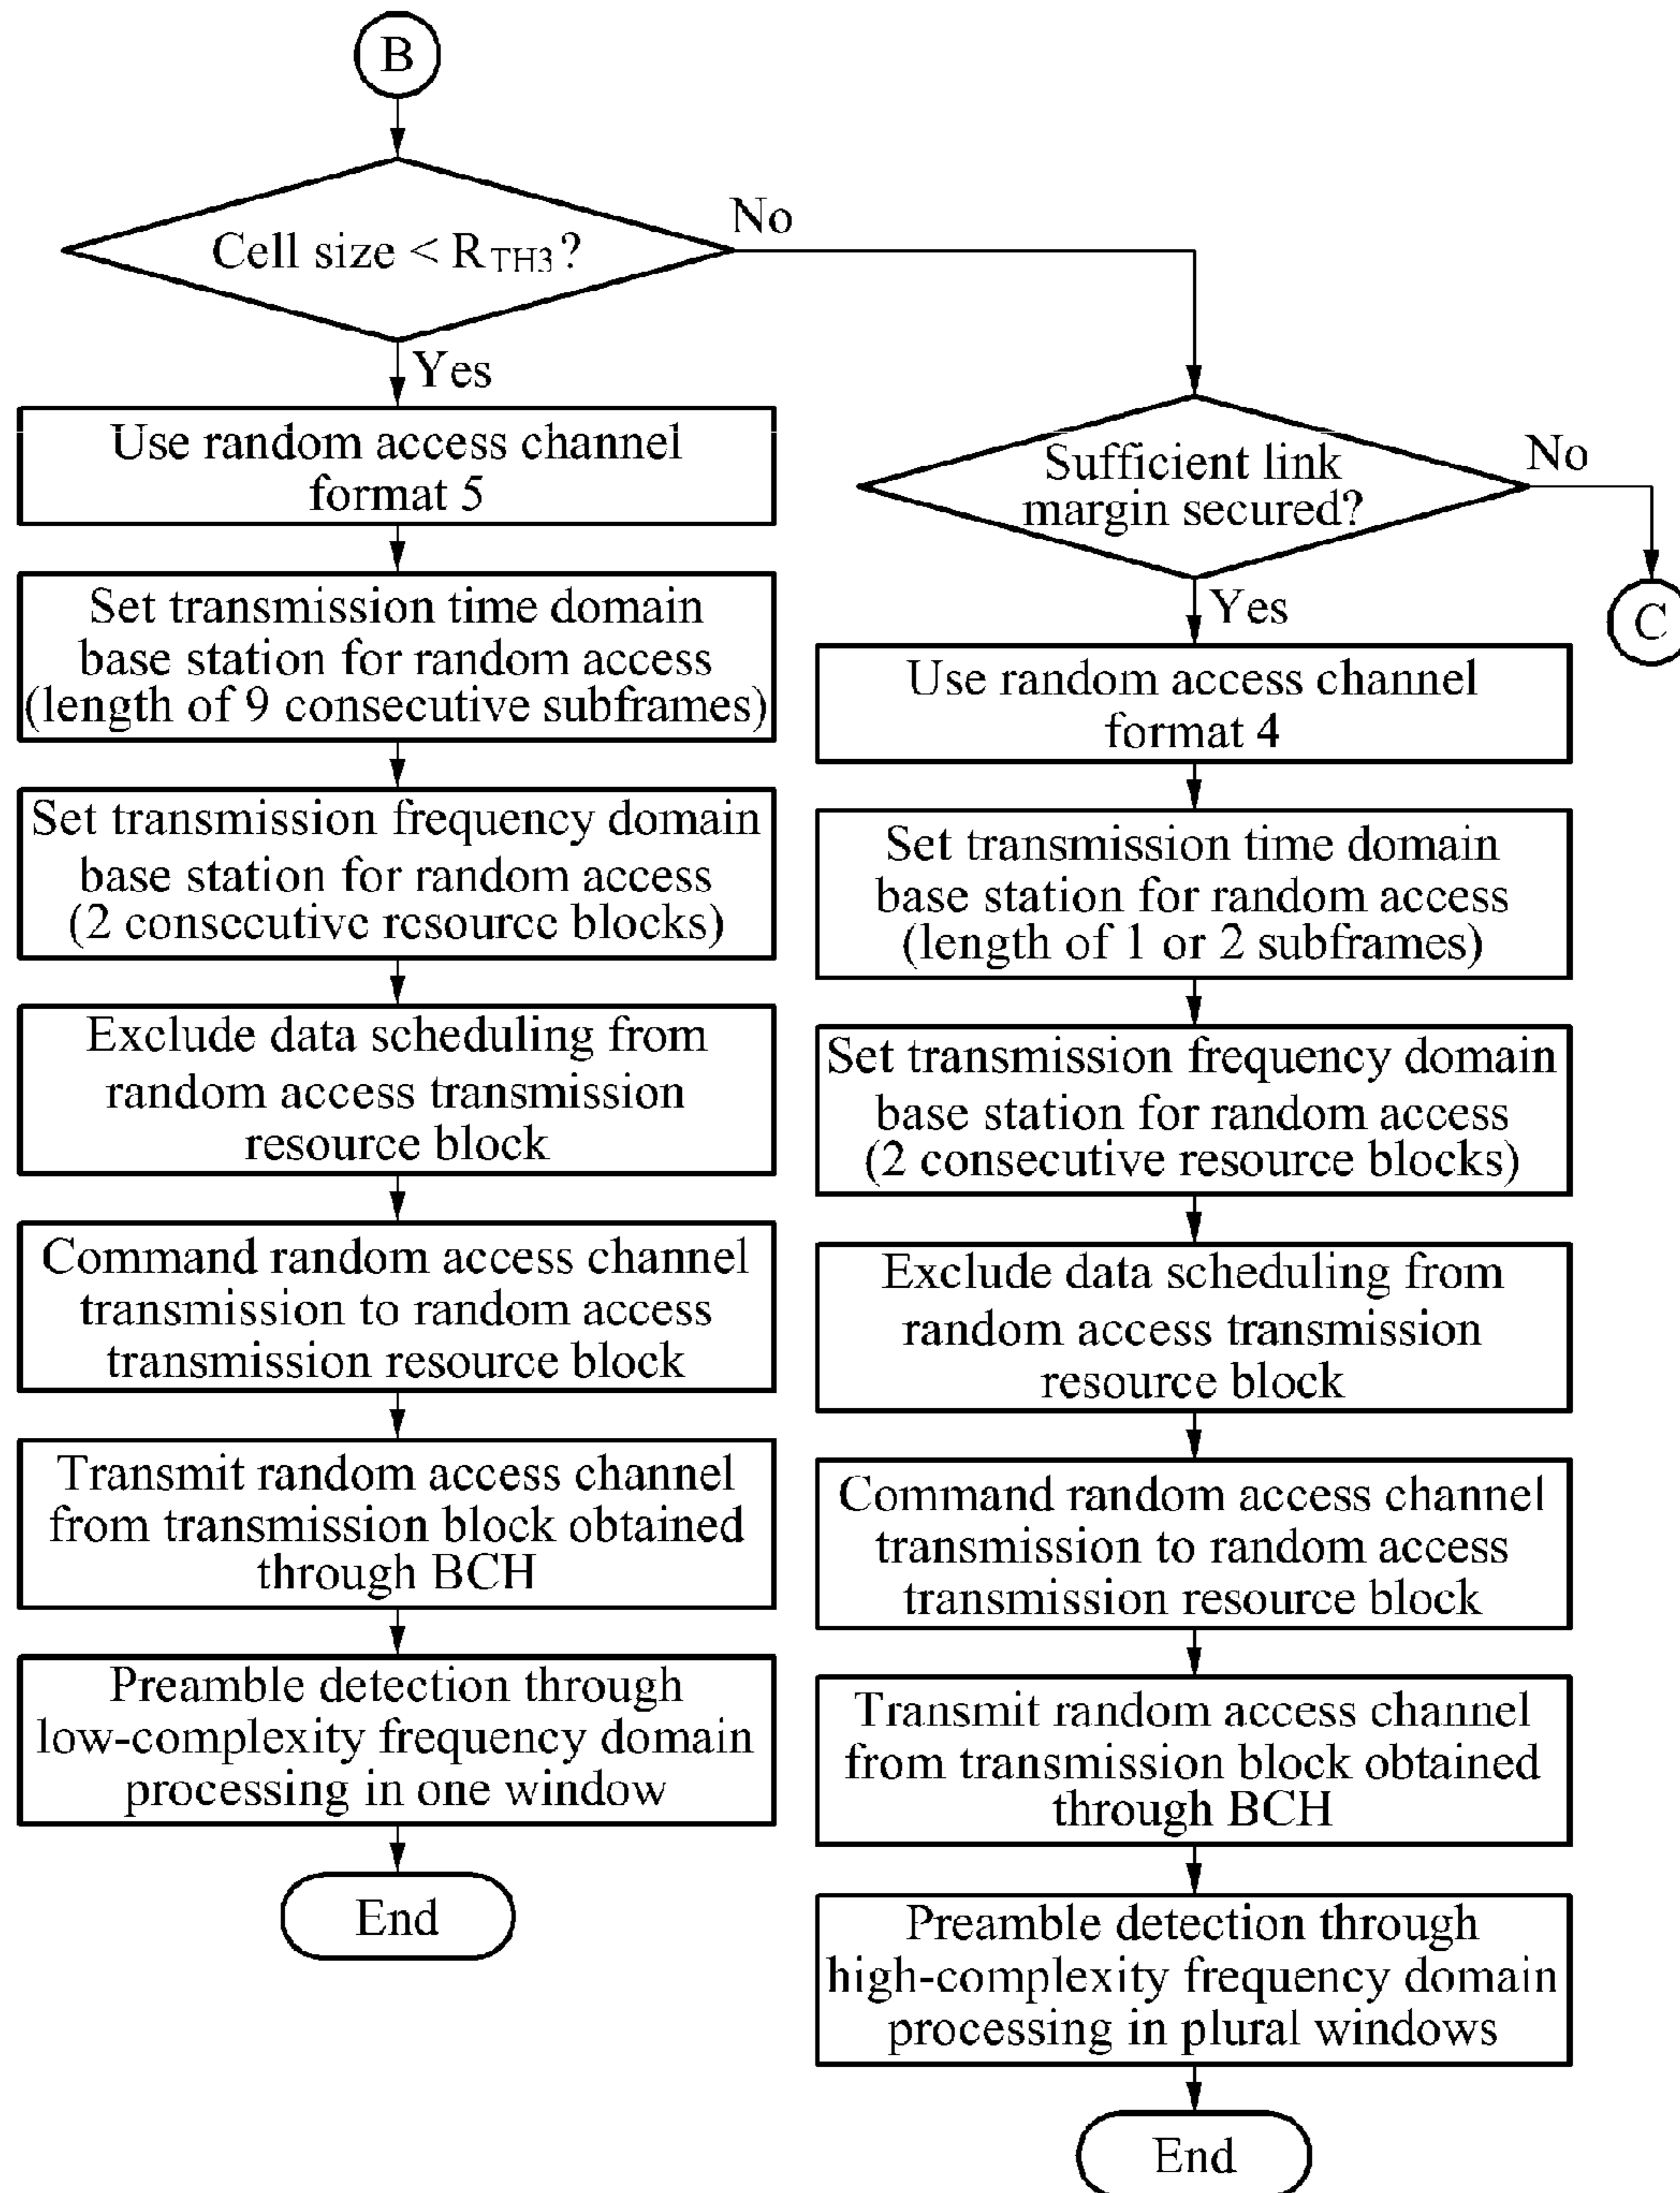 B
Cell size < RTH3?
No
Yes
Use random access channel
format 5
Set transmission time domain
base station for random access
(length of 9 consecutive subframes)
Set transmission frequency domain
base station for random access
(2 consecutive resource blocks)
Exclude data scheduling from
random access transmission
resource block
Command random access channel
transmission to random access
transmission resource block
Transmit random access channel
from transmission block obtained
through BCH
Preamble detection through
low-complexity frequency domain
processing in one window
End
Sufficient link
margin secured?
No
C
Yes
Use random access channel
format 4
Set transmission time domain
base station for random access
(length of 1 or 2 subframes)
Set transmission frequency domain
base station for random access
(2 consecutive resource blocks)
Exclude data scheduling from
random access transmission
resource block
Command random access channel
transmission to random access
transmission resource block
Transmit random access channel
from transmission block obtained
through BCH
Preamble detection through
high-complexity frequency domain
processing in plural windows
End